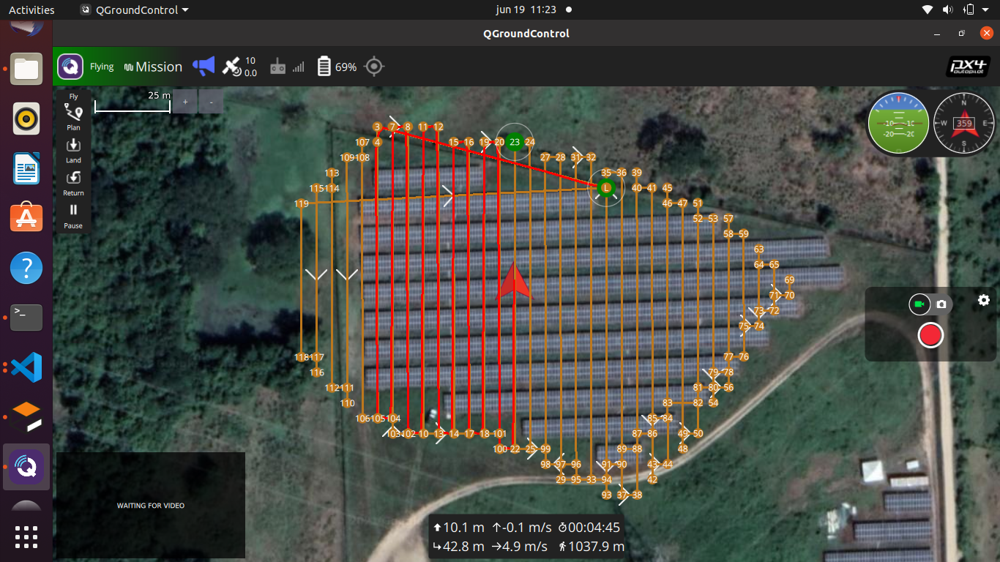 Activities QGroundControl jun 19 11:23
QGroundControl
Flying Mission 10 0.0 69% PX4 autopilot
Fly 25 m + -
Plan
Land
Return
Pause
3 7 8 11 12
107 4 15 16 19 20 23 24
109 108 27 28 31 32
113 35 36 39
115 114 L 40 41 45
119 46 47 51
52 53 57
58 59
63
64 65
69
71 70
73 72
75 74
118 117 77 76
116 79 78
112 111 81 80 56
110 83 82 54
106 105 104 85 84
103 102 10 13 14 17 18 101 87 86 49 50
100 22 25 99 89 88 48
98 97 96 91 90 43 44
29 95 33 94 42
93 37 38
N
W 359 E
S
-10 -10
-20 -20
WAITING FOR VIDEO
10.1 m -0.1 m/s 00:04:45
42.8 m 4.9 m/s 1037.9 m